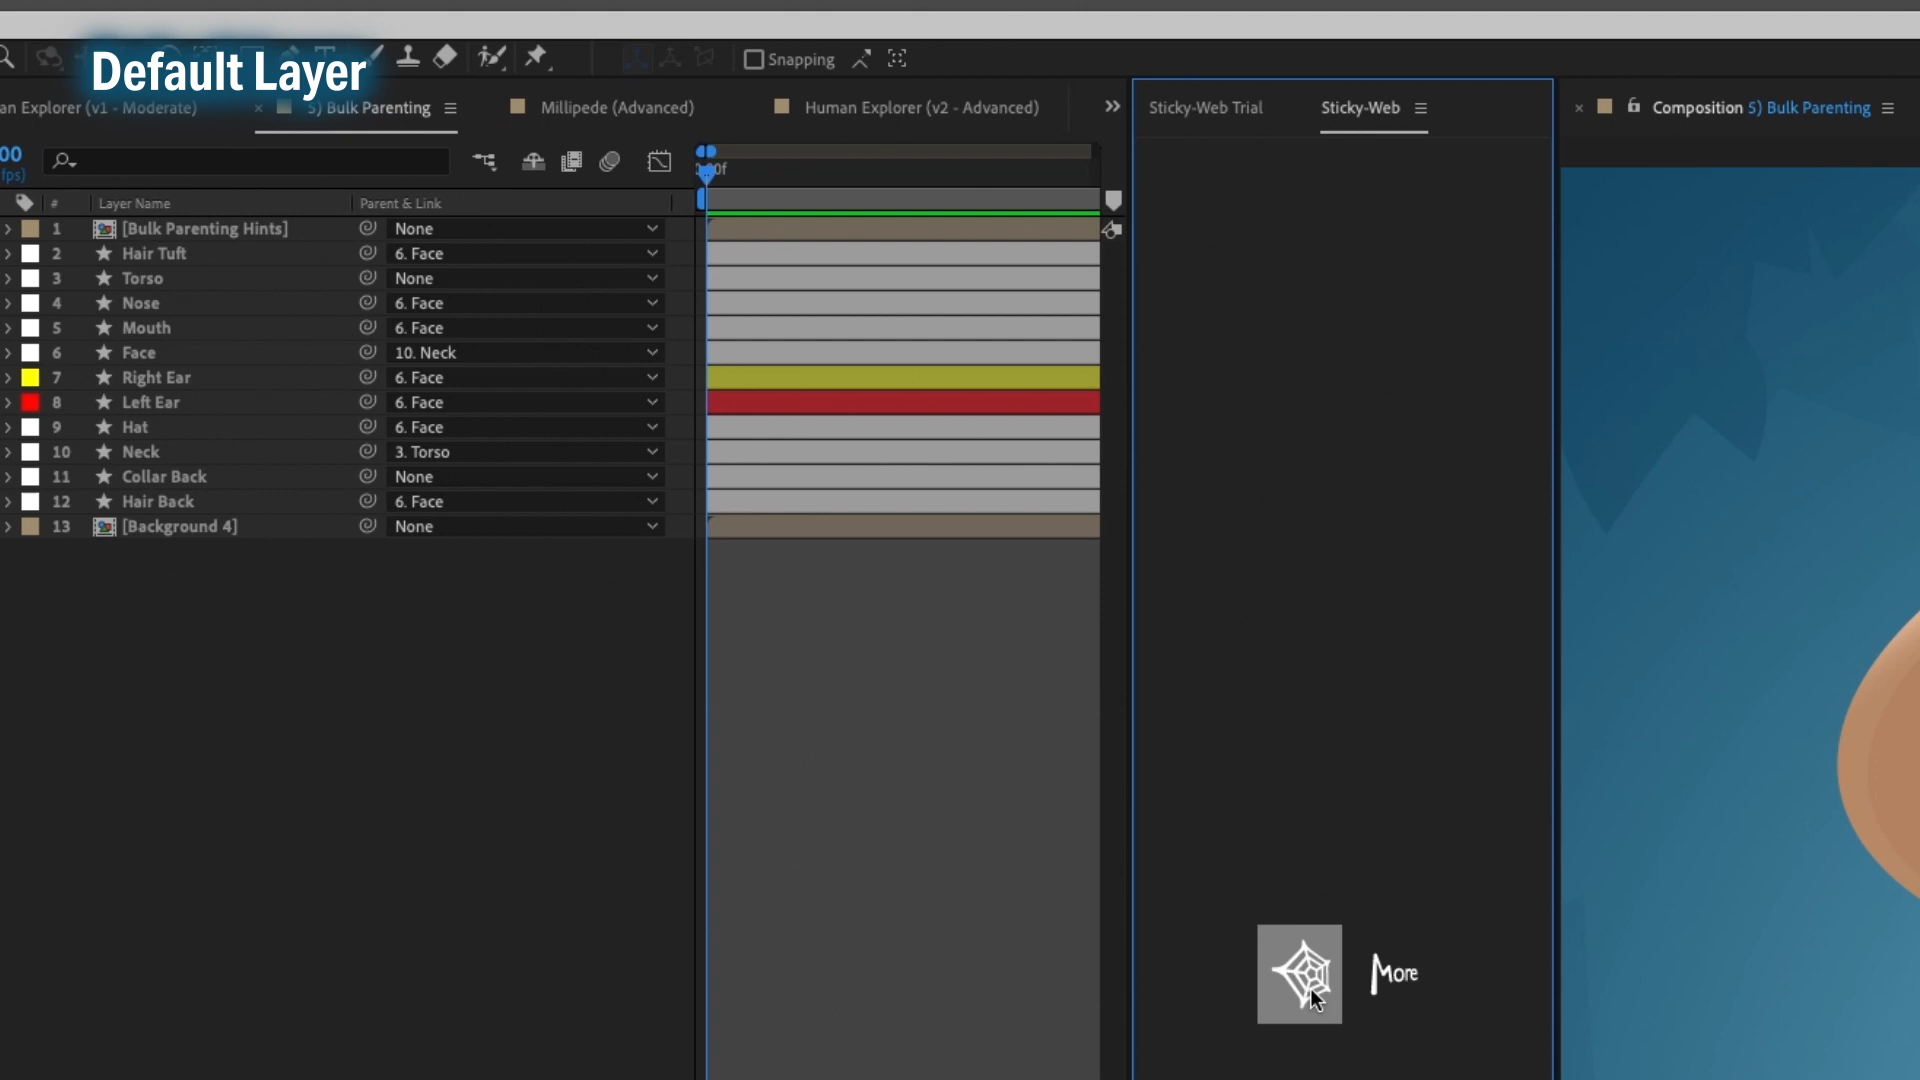 Default Layer
Snapping
an Explorer (v1 - Moderate)
5) Bulk Parenting
Millipede (Advanced)
Human Explorer (v2 - Advanced)
Sticky-Web Trial
Sticky-Web
Composition 5) Bulk Parenting
00
fps)
00f
# Layer Name Parent & Link
1 [Bulk Parenting Hints] None
2 Hair Tuft 6. Face
3 Torso None
4 Nose 6. Face
5 Mouth 6. Face
6 Face 10. Neck
7 Right Ear 6. Face
8 Left Ear 6. Face
9 Hat 6. Face
10 Neck 3. Torso
11 Collar Back None
12 Hair Back 6. Face
13 [Background 4] None
More